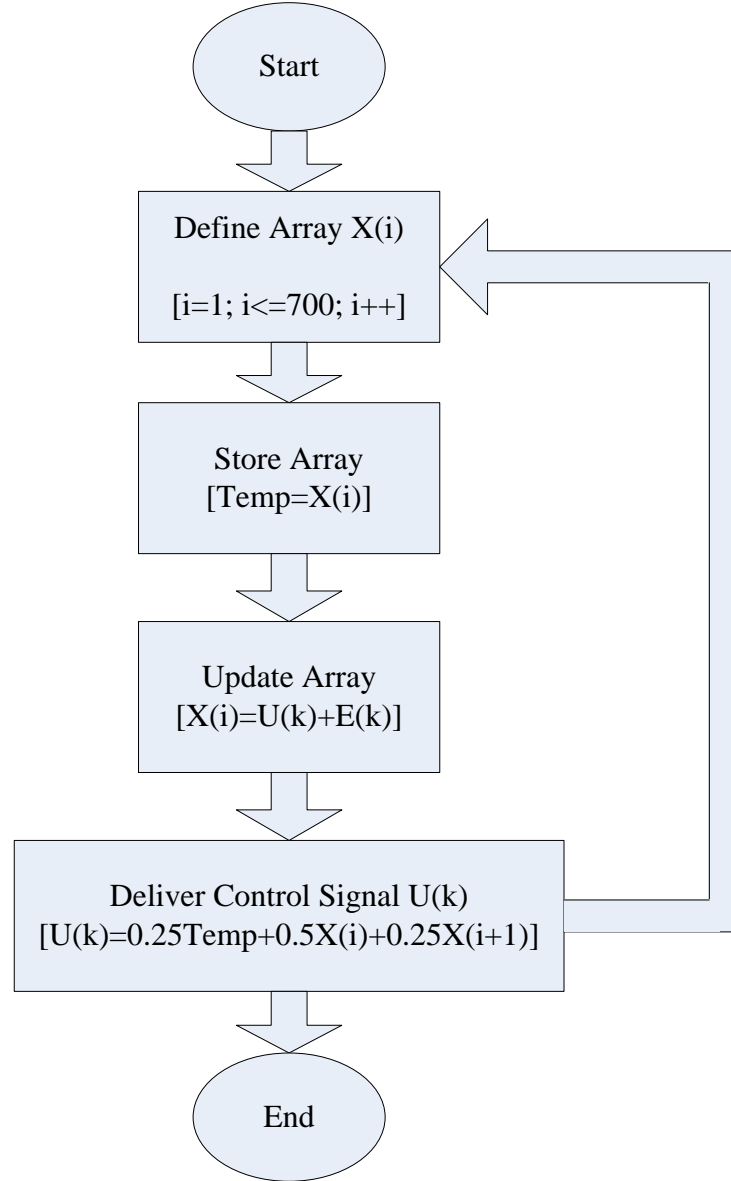 Start
Define Array X(i)
[i=1; i<=700; i++]
Store Array
[Temp=X(i)]
Update Array
[X(i)=U(k)+E(k)]
Deliver Control Signal U(k)
[U(k)=0.25Temp+0.5X(i)+0.25X(i+1)]
End